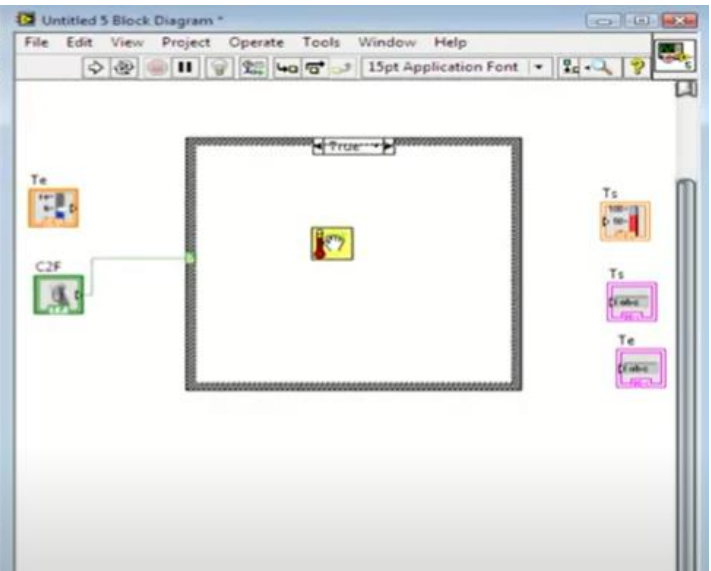 Untitled 5 Block Diagram *
File Edit View Project Operate Tools Window Help
15pt Application Font
True
Te
Ts
C2F
Ts
Te